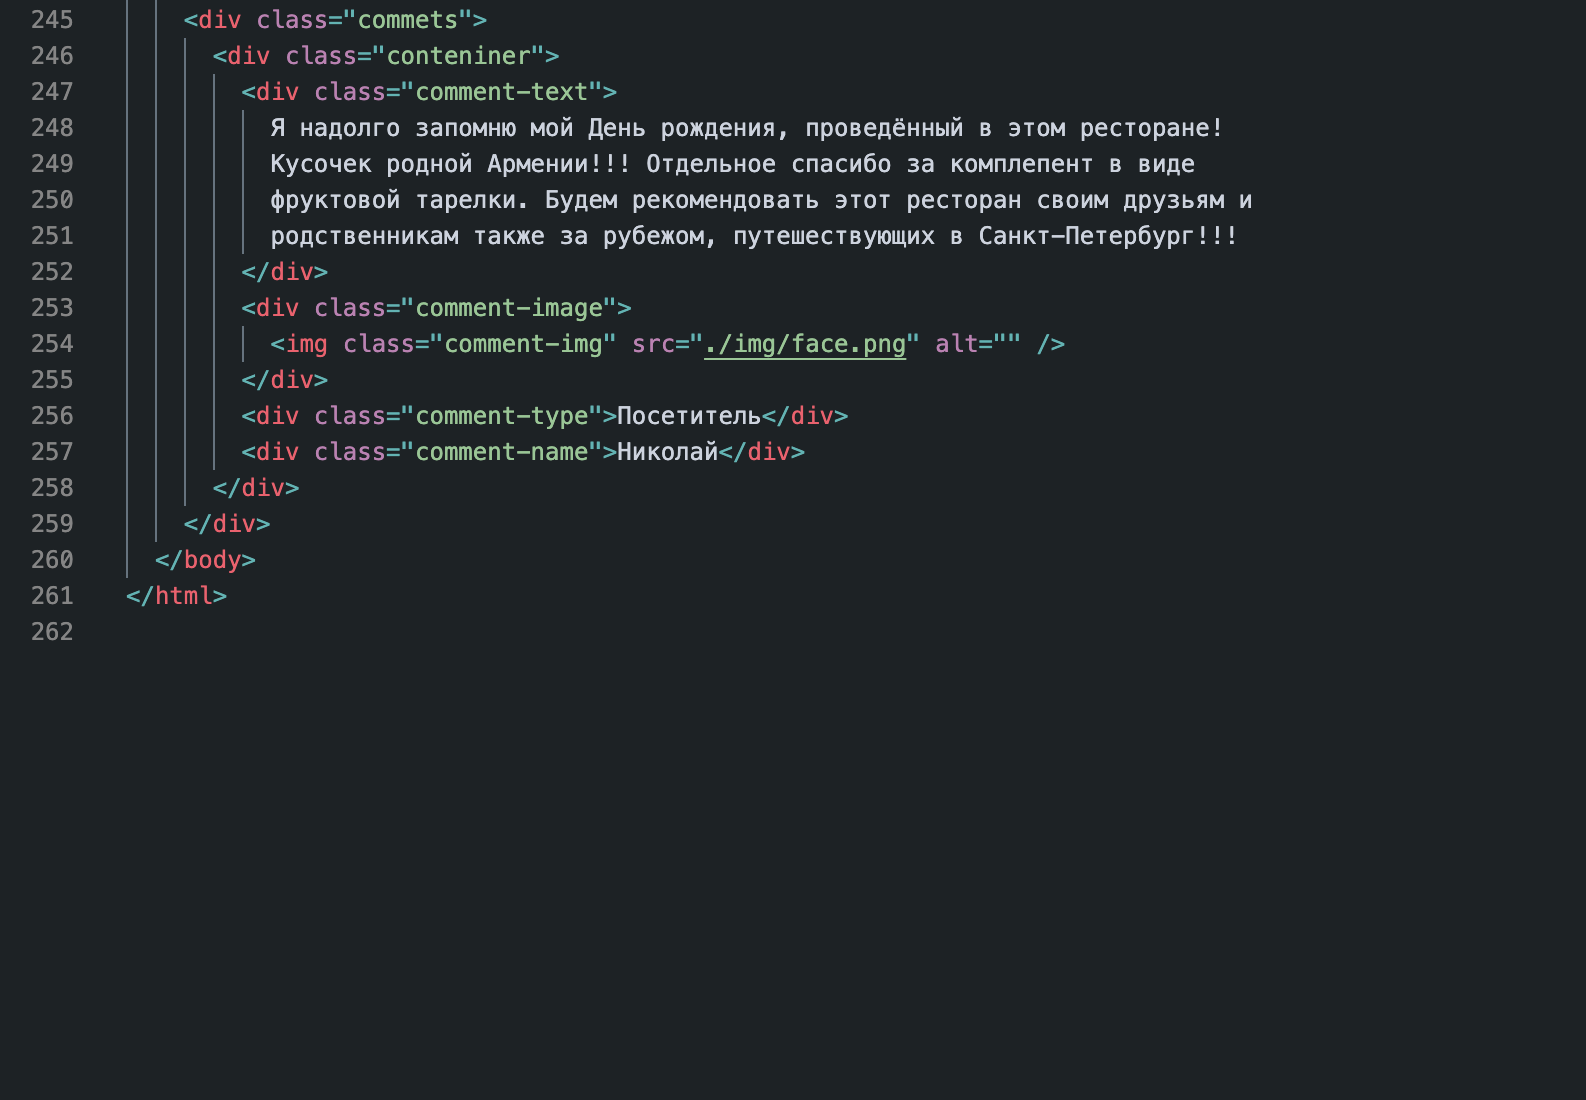 245 <div class="commets">
246 <div class="conteniner">
247 <div class="comment-text">
248 Я надолго запомню мой День рождения, проведённый в этом ресторане!
249 Кусочек родной Армении!!! Отдельное спасибо за комплепент в виде
250 фруктовой тарелки. Будем рекомендовать этот ресторан своим друзьям и
251 родственникам также за рубежом, путешествующих в Санкт-Петербург!!!
252 </div>
253 <div class="comment-image">
254 <img class="comment-img" src="./img/face.png" alt="" />
255 </div>
256 <div class="comment-type">Посетитель</div>
257 <div class="comment-name">Николай</div>
258 </div>
259 </div>
260 </body>
261 </html>
262